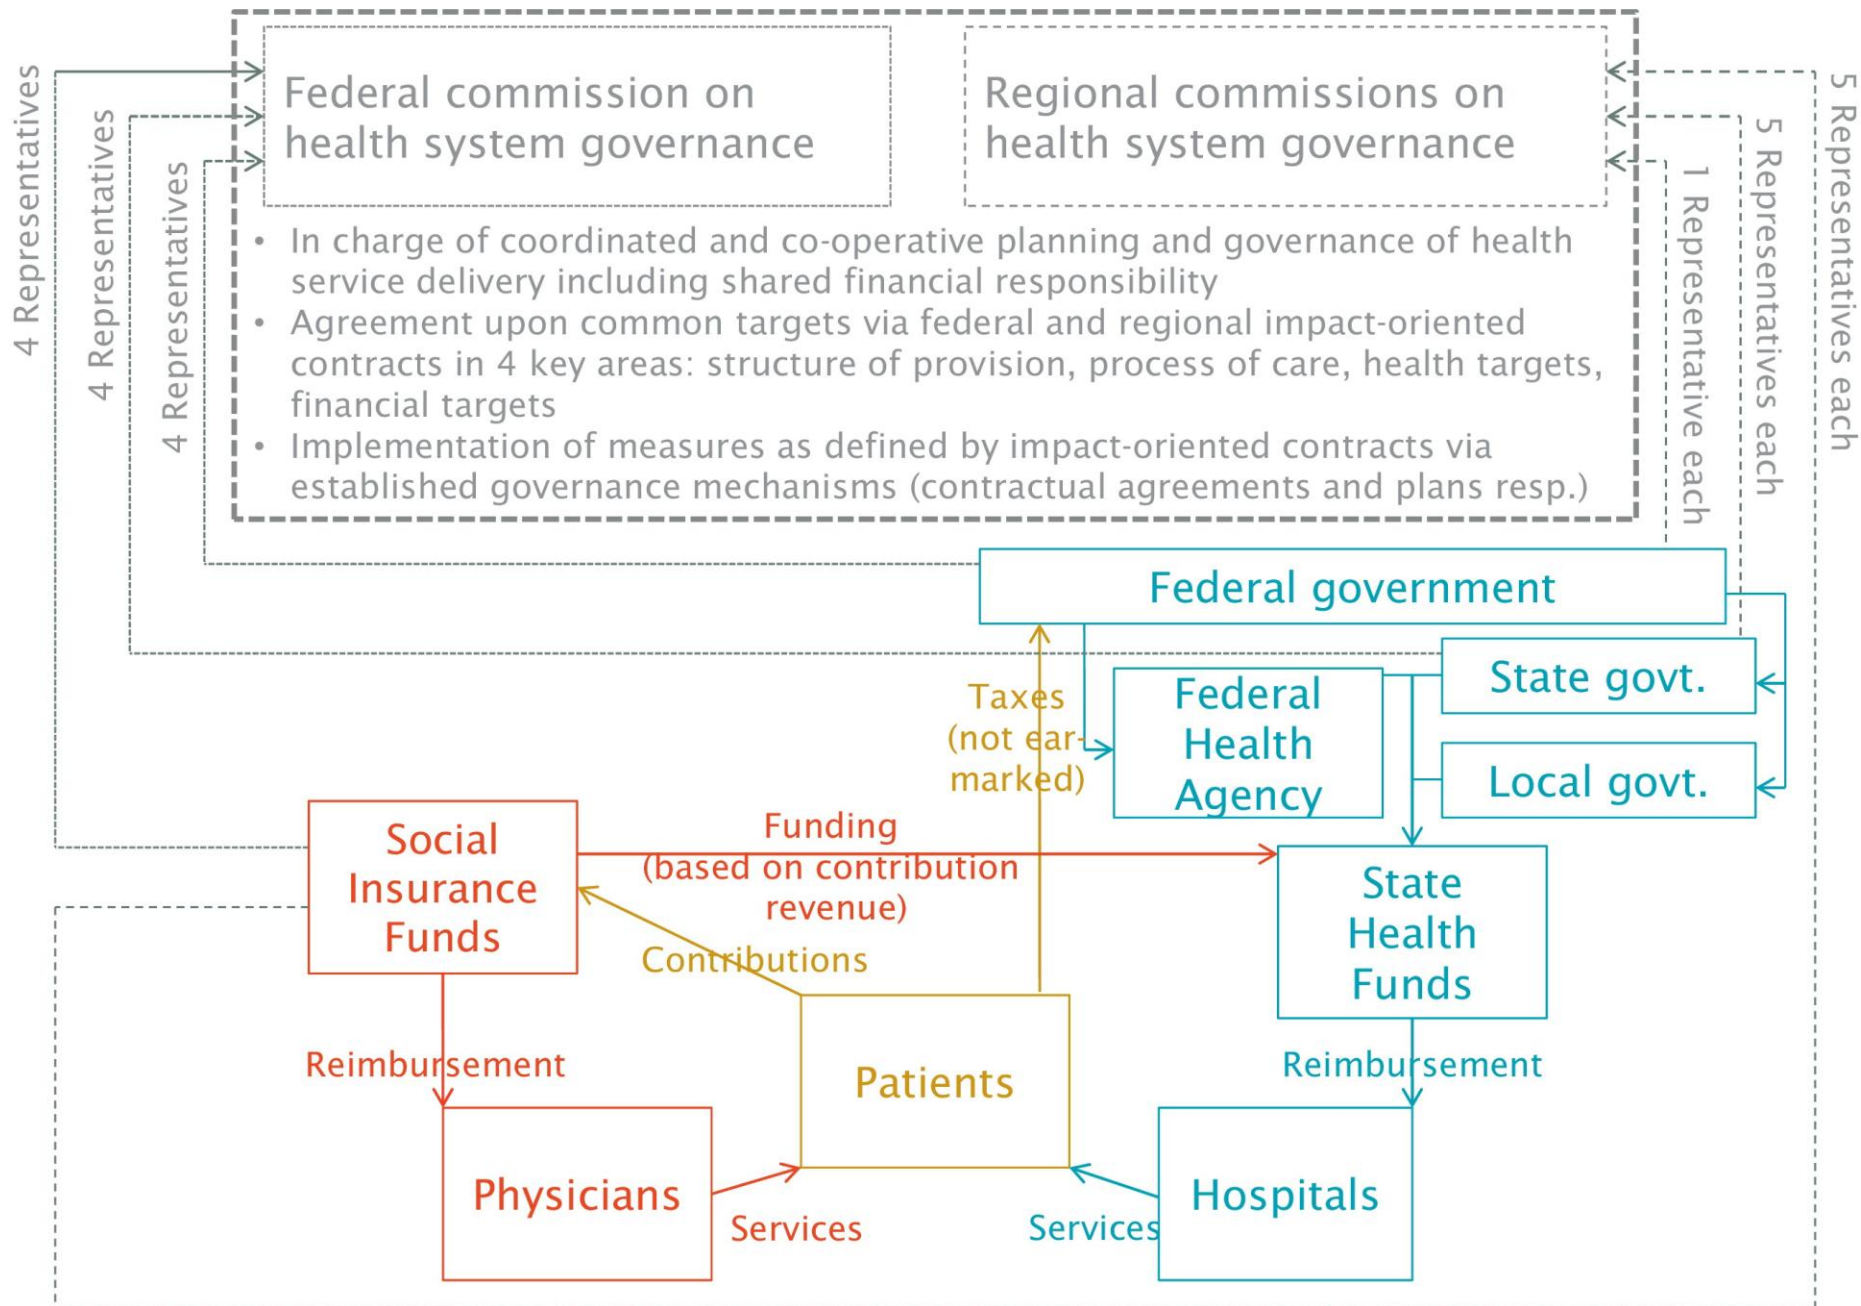 4 Representatives
4 Representatives
4 Representatives
Federal commission on
health system governance
Regional commissions on
health system governance
1 Representative each
5 Representatives each
5 Representatives each
• In charge of coordinated and co-operative planning and governance of health
service delivery including shared financial responsibility
• Agreement upon common targets via federal and regional impact-oriented
contracts in 4 key areas: structure of provision, process of care, health targets,
financial targets
• Implementation of measures as defined by impact-oriented contracts via
established governance mechanisms (contractual agreements and plans resp.)
Federal government
State govt.
Local govt.
Federal
Health
Agency
Taxes
(not ear-
marked)
Social
Insurance
Funds
Funding
(based on contribution
revenue)
State
Health
Funds
Contributions
Reimbursement
Reimbursement
Patients
Physicians
Services
Services
Hospitals